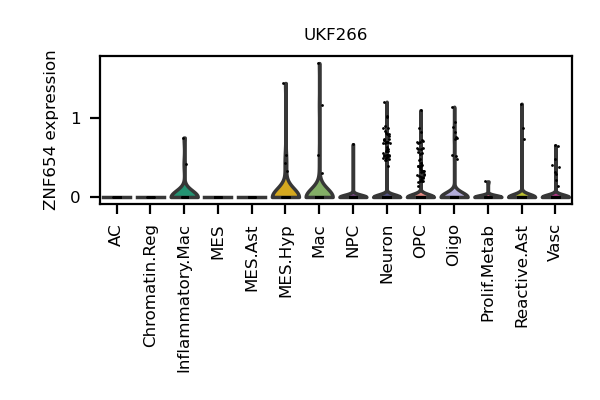 UKF266
ZNF654 expression
1
0
AC
Chromatin.Reg
Inflammatory.Mac
MES
MES.Ast
MES.Hyp
Mac
NPC
Neuron
OPC
Oligo
Prolif.Metab
Reactive.Ast
Vasc